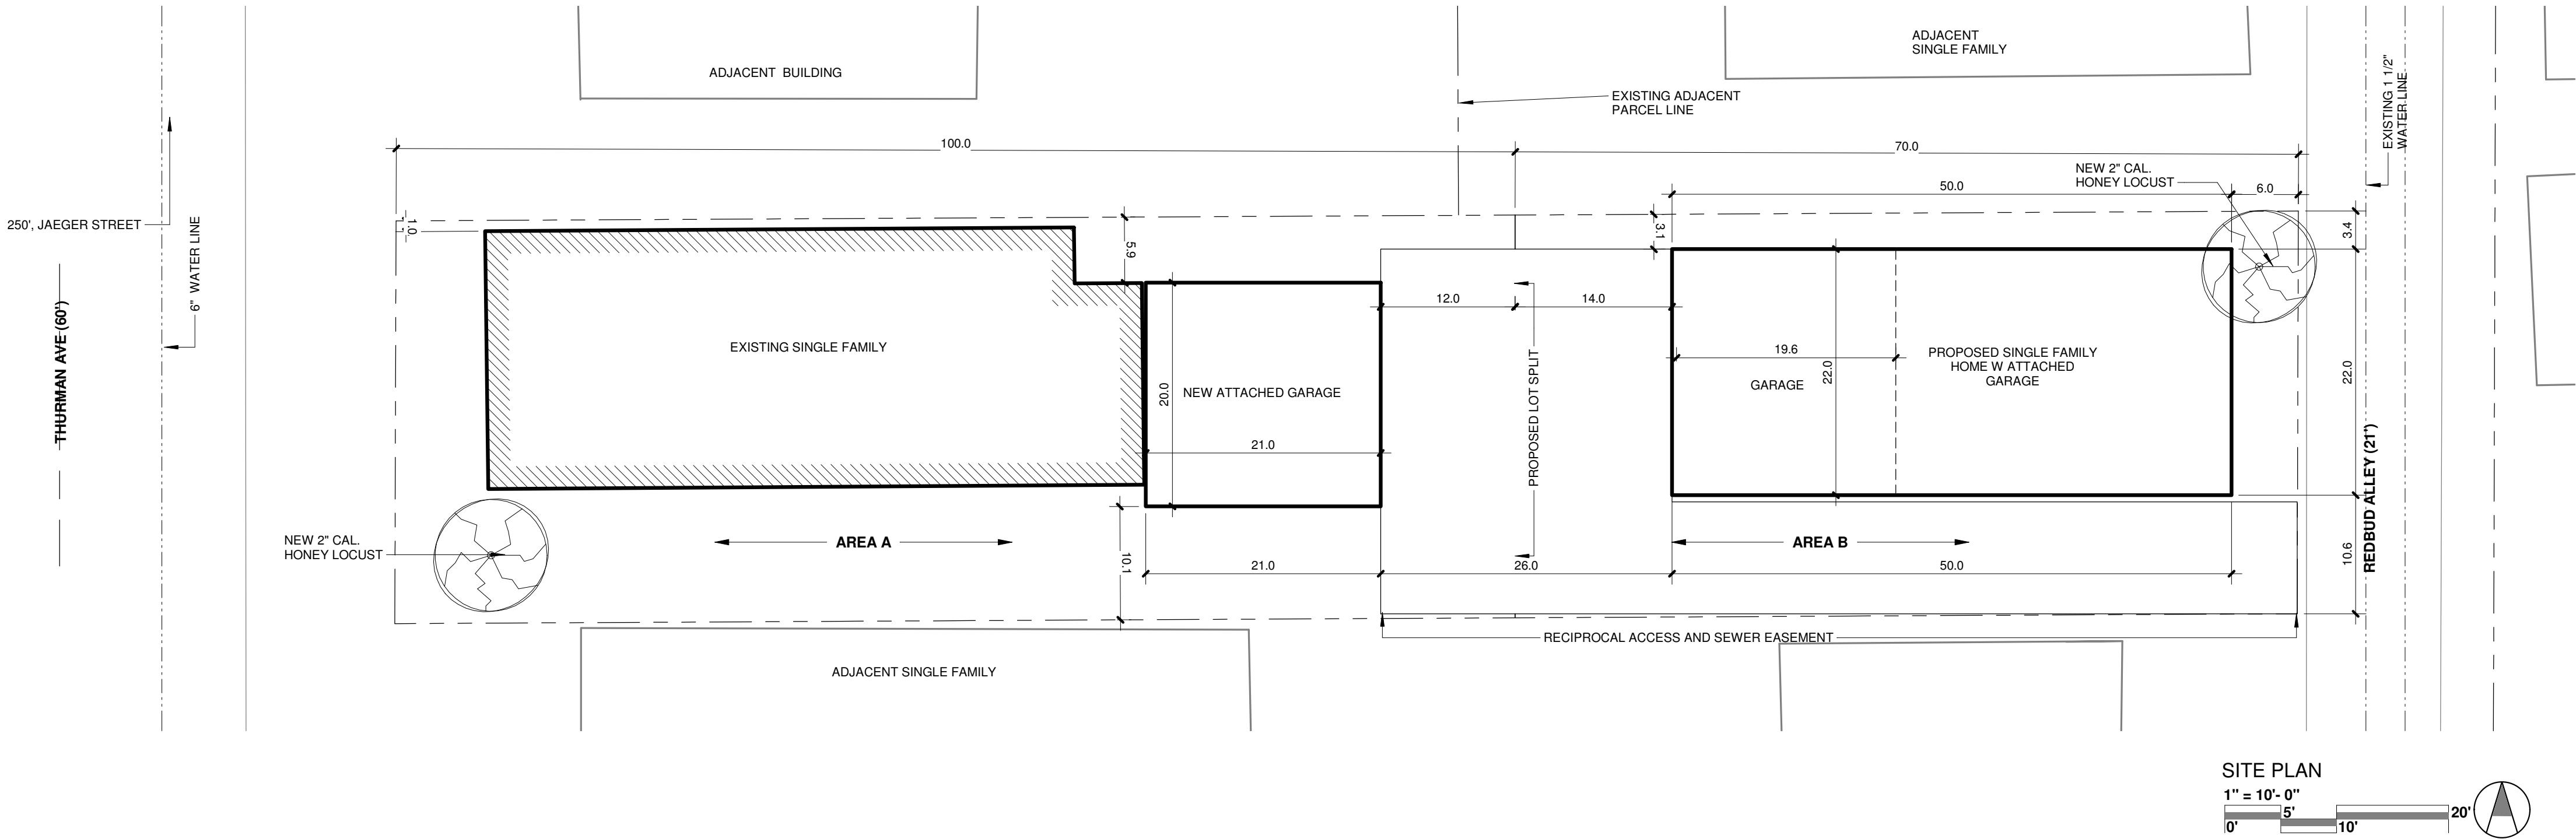 ADJACENT
SINGLE FAMILY
ADJACENT  BUILDING
EXISTING ADJACENT
PARCEL LINE
EXISTING 1 1/2"
WATER LINE
100.0
70.0
NEW 2" CAL.
HONEY LOCUST
50.0
6.0
250', JAEGER STREET
6"  WATER LINE
THURMAN AVE (60')
1.0
5.9
3.1
3.4
12.0
14.0
EXISTING SINGLE FAMILY
20.0
NEW ATTACHED GARAGE
21.0
PROPOSED LOT SPLIT
19.6
GARAGE
22.0
PROPOSED SINGLE FAMILY
HOME W ATTACHED
GARAGE
22.0
REDBUD ALLEY (21')
NEW 2" CAL.
HONEY LOCUST
AREA A
10.1
21.0
26.0
AREA B
50.0
10.6
RECIPROCAL ACCESS AND SEWER EASEMENT
ADJACENT SINGLE FAMILY
SITE PLAN
1" = 10'- 0"
5'
20'
0'
10'